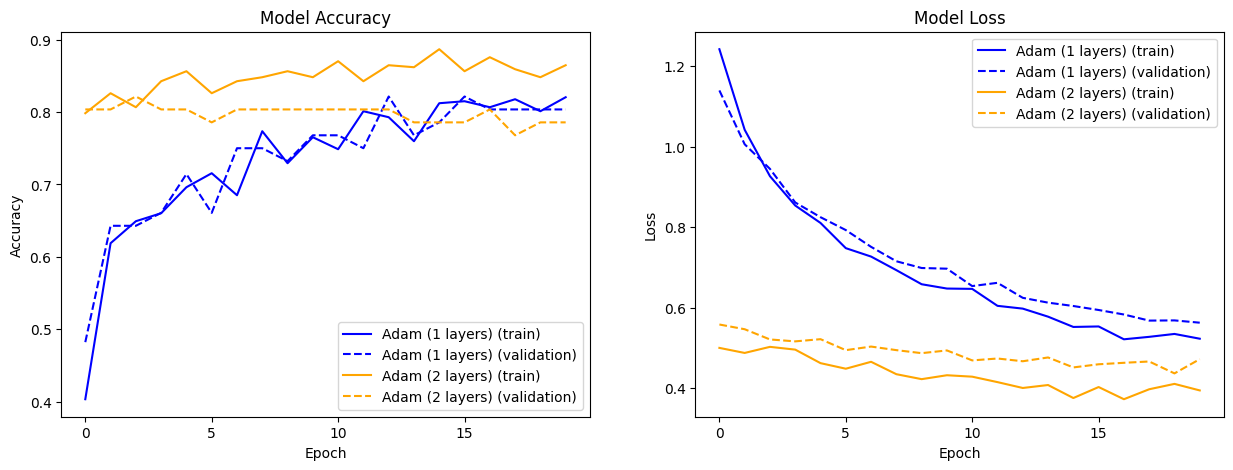 Model Accuracy
0.9
0.8
0.7
0.6
0.5
0.4
Accuracy
0
5
10
15
Epoch
Adam (1 layers) (train)
Adam (1 layers) (validation)
Adam (2 layers) (train)
Adam (2 layers) (validation)
Model Loss
1.2
1.0
0.8
0.6
0.4
Loss
0
5
10
15
Epoch
Adam (1 layers) (train)
Adam (1 layers) (validation)
Adam (2 layers) (train)
Adam (2 layers) (validation)